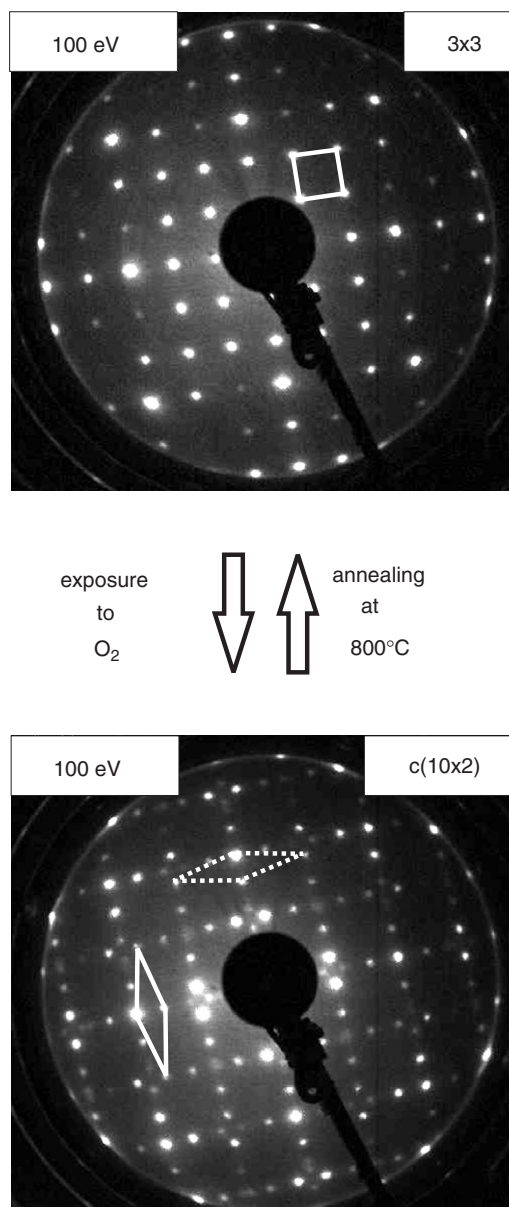 100 eV
3x3
exposure
to
O₂
annealing
at
800°C
100 eV
c(10x2)